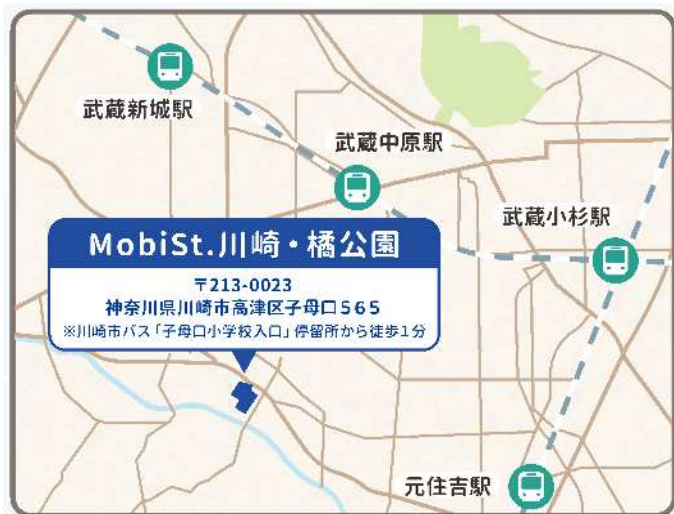 武蔵新城駅
武蔵中原駅
武蔵小杉駅
MobiSt.川崎・橘公園
〒213-0023
神奈川県川崎市高津区子母口565
※川崎市バス「子母口小学校入口」停留所から徒歩1分
元住吉駅